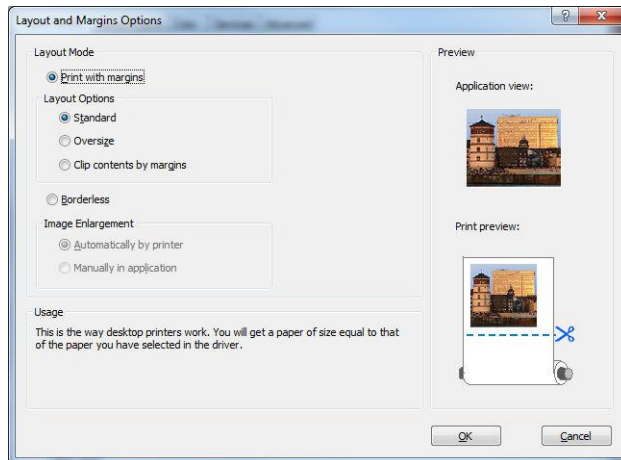 Layout and Margins Options
Layout Mode
Print with margins
Layout Options
Standard
Oversize
Clip contents by margins
Borderless
Image Enlargement
Automatically by printer
Manually in application
Usage
This is the way desktop printers work. You will get a paper of size equal to that
of the paper you have selected in the driver.
Preview
Application view:
Print preview:
OK
Cancel